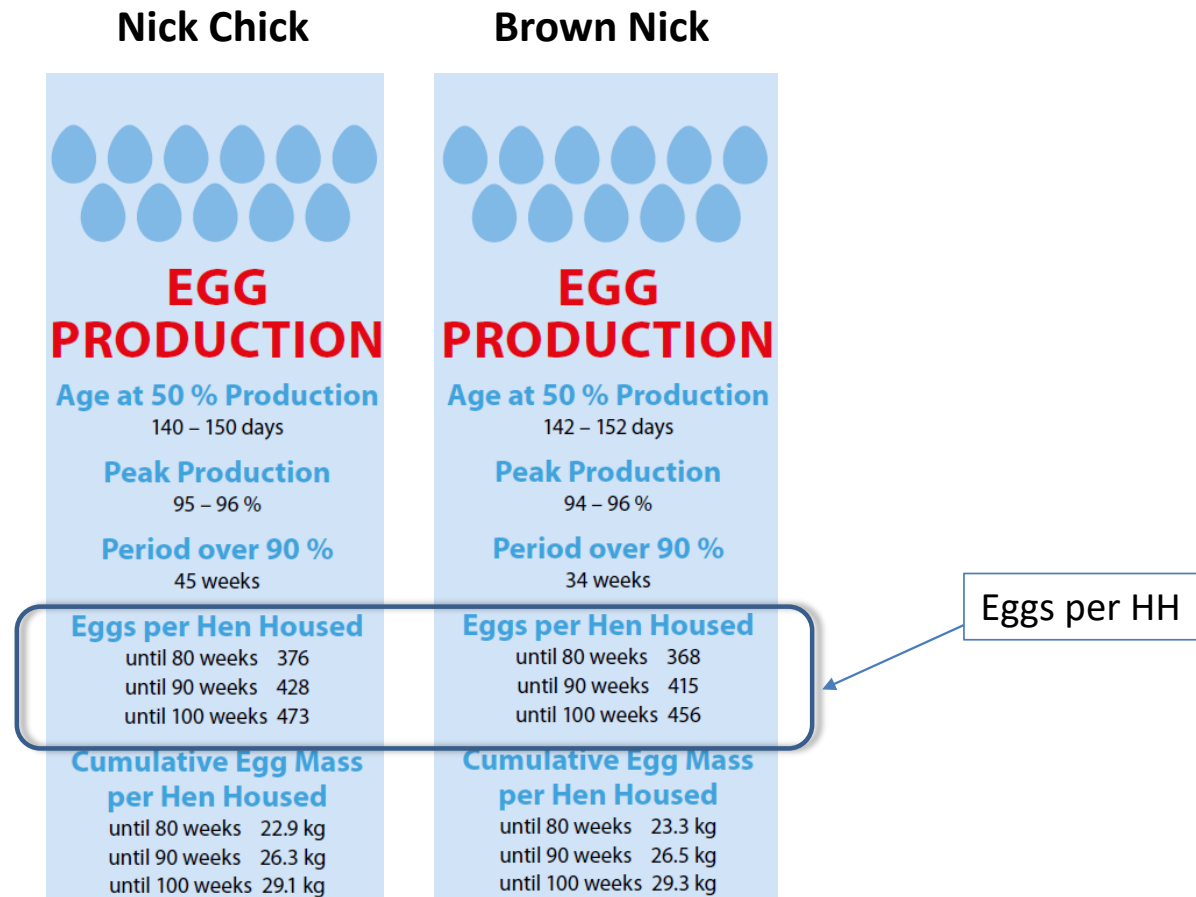 Nick Chick
EGG
PRODUCTION
Age at 50 % Production
140 – 150 days
Peak Production
95 – 96 %
Period over 90 %
45 weeks
Eggs per Hen Housed
until 80 weeks 376
until 90 weeks 428
until 100 weeks 473
Cumulative Egg Mass
per Hen Housed
until 80 weeks 22.9 kg
until 90 weeks 26.3 kg
until 100 weeks 29.1 kg
Brown Nick
EGG
PRODUCTION
Age at 50 % Production
142 – 152 days
Peak Production
94 – 96 %
Period over 90 %
34 weeks
Eggs per Hen Housed
until 80 weeks 368
until 90 weeks 415
until 100 weeks 456
Cumulative Egg Mass
per Hen Housed
until 80 weeks 23.3 kg
until 90 weeks 26.5 kg
until 100 weeks 29.3 kg
Eggs per HH